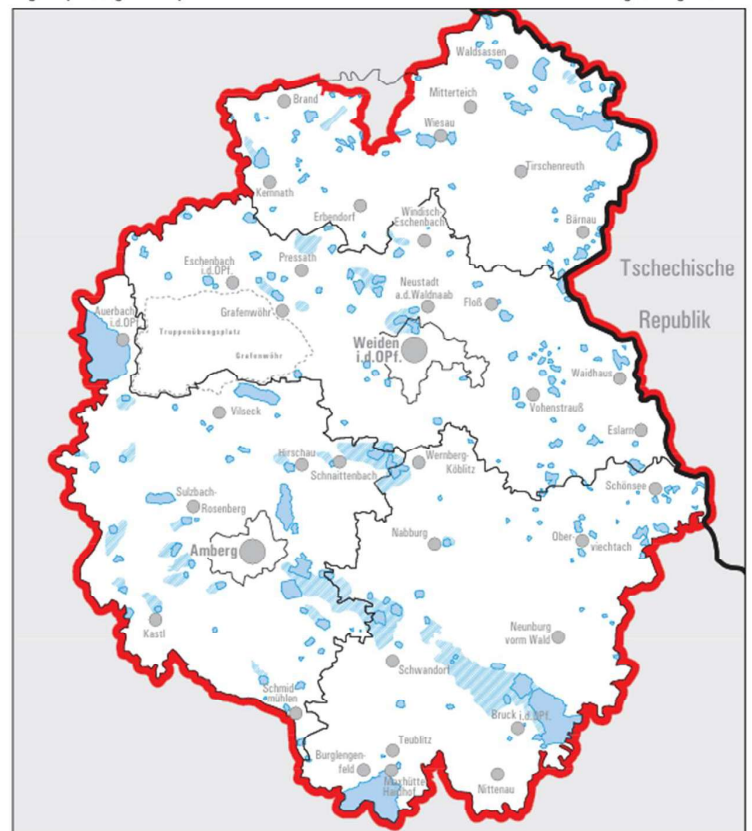 Waldsassen
Brand
Mitterteich
Wiesau
Tirschenreuth
Kemnath
Erbendorf
Windisch-
Eschenbach
Bärnau
Tschechische
Republik
Eschenbach
i.d.OPf.
Pressath
Neustadt
a.d.Waldnaab
Floß
Grafenwöhr
Auerbach
i.d.OPf.
Truppenübungsplatz
Grafenwöhr
Weiden
i.d.OPf.
Waidhaus
Vohenstrauß
Vilseck
Eslarn
Hirschau
Schnaittenbach
Wernberg-
Köblitz
Schönsee
Sulzbach-
Rosenberg
Amberg
Nabburg
Ober-
viechtach
Kastl
Neunburg
vorm Wald
Schwandorf
Schmid-
mühlen
Bruck i.d.OPf.
Teublitz
Burglengen-
feld
Maxhütte
Haidhof
Nittenau